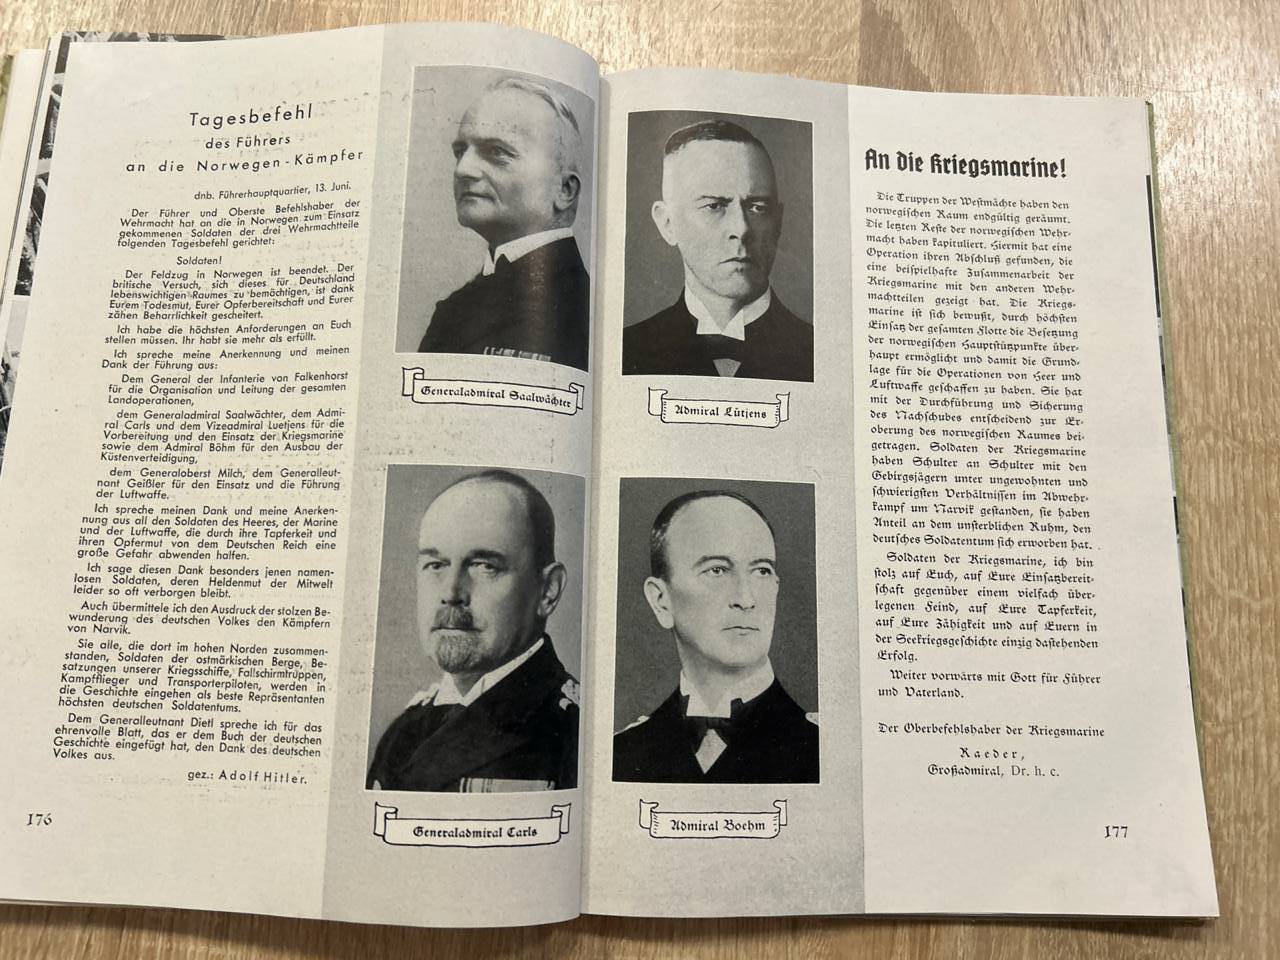 Tagesbefehl
des Führers
an die Norwegen-Kämpfer
dnb. Führerhauptquartier, 13. Juni.
Der Führer und Oberste Befehlshaber der
Wehrmacht hat an die in Norwegen zum Einsatz
gekommenen Soldaten der drei Wehrmachtteile
folgenden Tagesbefehl gerichtet:
Soldaten!
Der Feldzug in Norwegen ist beendet. Der
britische Versuch, sich dieses für Deutschland
lebenswichtigen Raumes zu bemächtigen, ist dank
Eurem Todesmut, Eurer Opferbereitschaft und Eurer
zähen Beharrlichkeit gescheitert.
Ich habe die höchsten Anforderungen an Euch
stellen müssen. Ihr habt sie mehr als erfüllt.
Ich spreche meine Anerkennung und meinen
Dank der Führung aus:
Dem General der Infanterie von Falkenhorst
für die Organisation und Leitung der gesamten
Landoperationen,
dem Generaladmiral Saalwächter, dem Admi-
ral Carls und dem Vizeadmiral Luetjens für die
Vorbereitung und den Einsatz der Kriegsmarine
sowie dem Admiral Böhm für den Ausbau der
Küstenverteidigung,
dem Generaloberst Milch, dem Generalleut-
nant Geißler für den Einsatz und die Führung
der Luftwaffe.
Ich spreche meinen Dank und meine Anerken-
nung aus all den Soldaten des Heeres, der Marine
und der Luftwaffe, die durch ihre Tapferkeit und
ihren Opfermut von dem Deutschen Reich eine
große Gefahr abwenden halfen.
Ich sage diesen Dank besonders jenen namen-
losen Soldaten, deren Heldenmut der Mitwelt
leider so oft verborgen bleibt.
Auch übermittele ich den Ausdruck der stolzen Be-
wunderung des deutschen Volkes den Kämpfern
von Narvik.
Sie alle, die dort im hohen Norden zusammen-
standen, Soldaten der ostmärkischen Berge, Be-
satzungen unserer Kriegsschiffe, Fallschirmtruppen,
Kampfflieger und Transporterpiloten, werden in
die Geschichte eingehen als beste Repräsentanten
höchsten deutschen Soldatentums.
Dem Generalleutnant Dietl spreche ich für das
ehrenvolle Blatt, das er dem Buch der deutschen
Geschichte eingefügt hat, den Dank des deutschen
Volkes aus.
gez.: Adolf Hitler.
176
Generaladmiral Saalwächter
Generaladmiral Carls
Admiral Lütjens
Admiral Boehm
An die Kriegsmarine!
Die Truppen der Westmächte haben den
norwegischen Raum endgültig geräumt.
Die letzten Reste der norwegischen Wehr-
macht haben kapituliert. Hiermit hat eine
Operation ihren Abschluß gefunden, die
eine beispielhafte Zusammenarbeit der
Kriegsmarine mit den anderen Wehr-
machtteilen gezeigt hat. Die Kriegs-
marine ist sich bewußt, durch höchsten
Einsatz der gesamten Flotte die Besetzung
der norwegischen Hauptstützpunkte über-
haupt ermöglicht und damit die Grund-
lage für die Operationen von Heer und
Luftwaffe geschaffen zu haben. Sie hat
mit der Durchführung und Sicherung
des Nachschubes entscheidend zur Er-
oberung des norwegischen Raumes bei-
getragen. Soldaten der Kriegsmarine
haben Schulter an Schulter mit den
Gebirgsjägern unter ungewohnten und
schwierigsten Verhältnissen im Abwehr-
kampf um Narvik gestanden, sie haben
Anteil an dem unsterblichen Ruhm, den
deutsches Soldatentum sich erworben hat.
Soldaten der Kriegsmarine, ich bin
stolz auf Euch, auf Eure Einsatzbereit-
schaft gegenüber einem vielfach über-
legenen Feind, auf Eure Tapferkeit,
auf Eure Zähigkeit und auf Euern in
der Seekriegsgeschichte einzig dastehenden
Erfolg.
Weiter vorwärts mit Gott für Führer
und Vaterland.
Der Oberbefehlshaber der Kriegsmarine
Raeder,
Großadmiral, Dr. h. c.
177